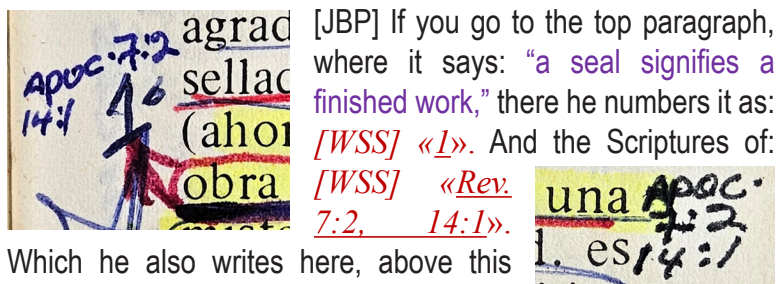 agrad
APOC. 7:2
14:1
1º
sellac
(ahor
obra
[JBP] If you go to the top paragraph,
where it says: “a seal signifies a
finished work,” there he numbers it as:
[WSS] «1». And the Scriptures of:
[WSS] «Rev.
7:2, 14:1».
una APOC.
7:2
d. es 14:1
Which he also writes here, above this